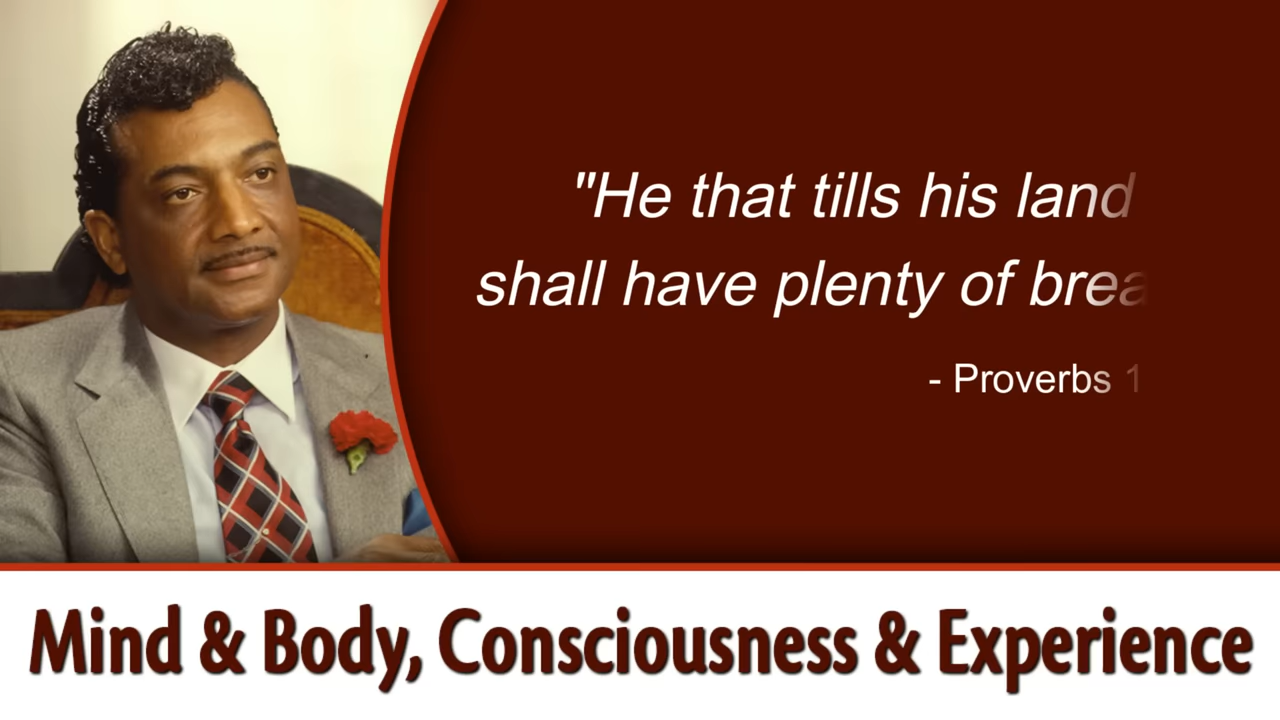 "He that tills his land
shall have plenty of brea
- Proverbs 1
Mind & Body, Consciousness & Experience